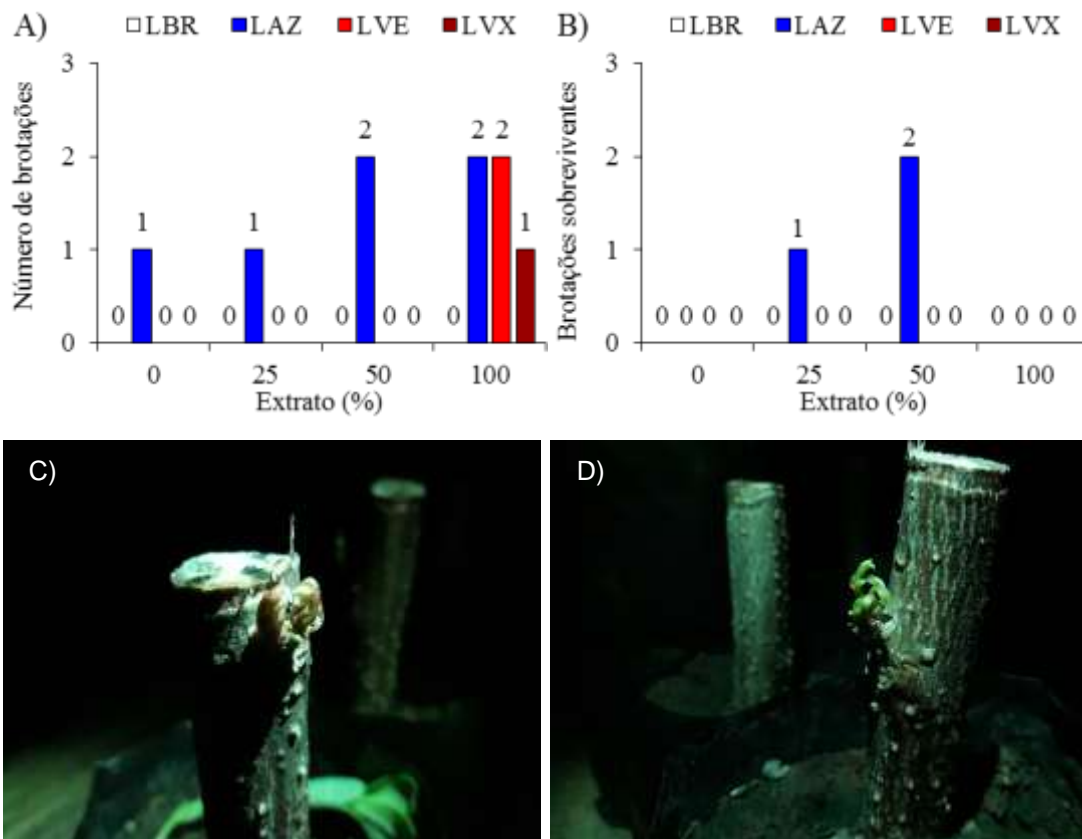 A)
LBR LAZ LVE LVX
Número de brotações
3
2
1
0
0 1 0 0
0 1 0 0
0 2 0 0
0 2 2 1
0 25 50 100
Extrato (%)
B)
LBR LAZ LVE LVX
Brotações sobreviventes
3
2
1
0
0 0 0 0
0 1 0 0
0 2 0 0
0 0 0 0
0 25 50 100
Extrato (%)
C)
D)